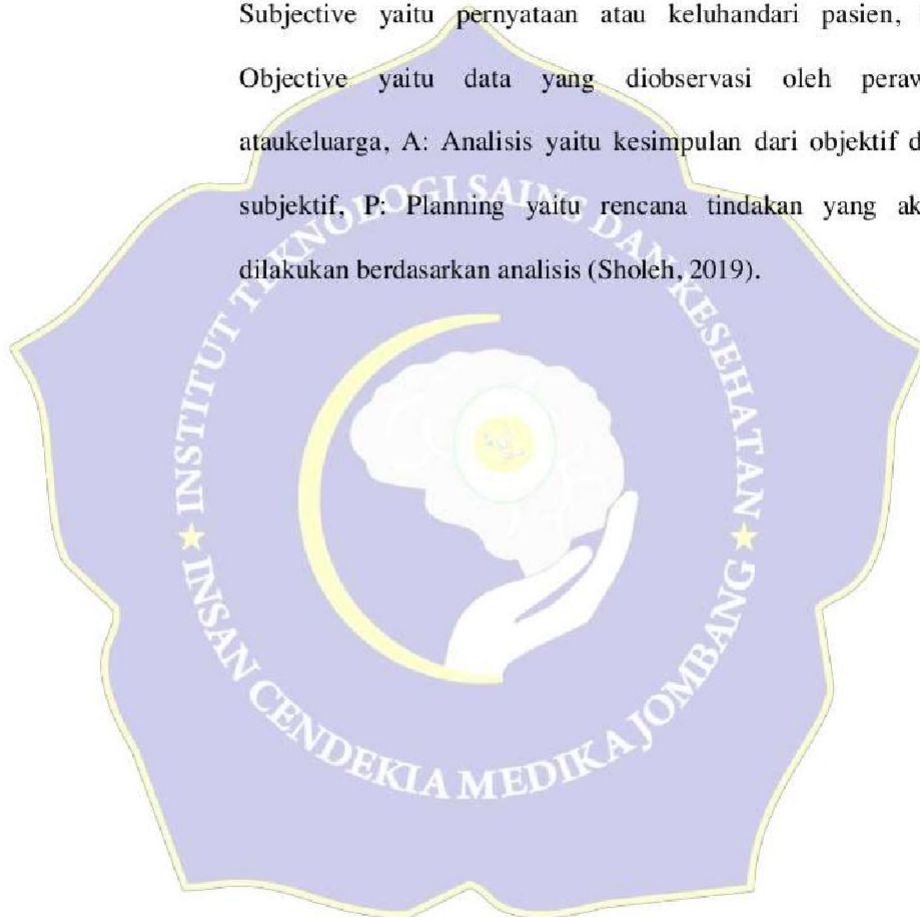 Subjective yaitu pernyataan atau keluhandari pasien,
Objective yaitu data yang diobservasi oleh
ataukeluarga, A: Analisis yaitu kesimpulan dari objektif
subjektif, P: Planning yaitu rencana tindakan yang
dilakukan berdasarkan analisis (Sholeh, 2019).
INSTITUT TEKNOLOGI SAINS DAN KESEHATAN
INSAN CENDEKIA MEDIKA JOMBANG